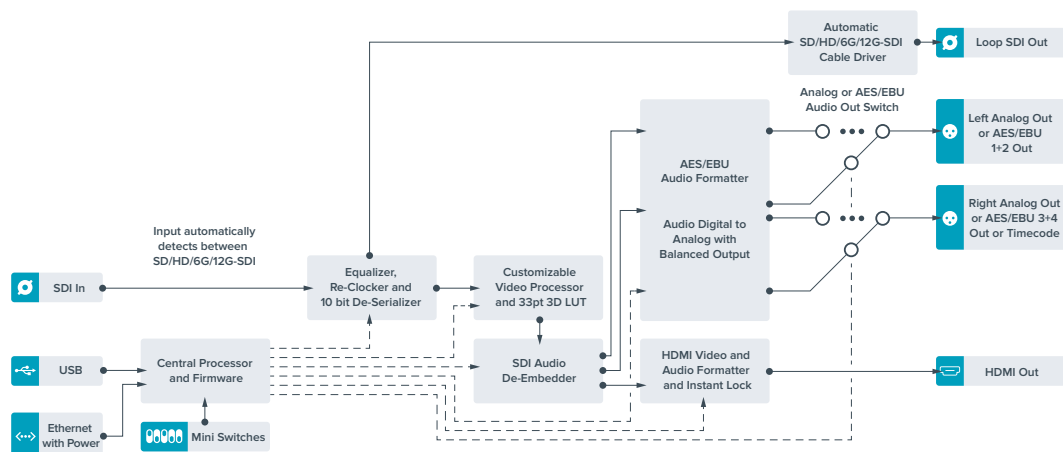 Automatic
SD/HD/6G/12G-SDI
Cable Driver
Loop SDI Out
Analog or AES/EBU
Audio Out Switch
Left Analog Out
or AES/EBU
1+2 Out
AES/EBU
Audio Formatter
Audio Digital to
Analog with
Balanced Output
Right Analog Out
or AES/EBU 3+4
Out or Timecode
Input automatically
detects between
SD/HD/6G/12G-SDI
SDI In
Equalizer,
Re-Clocker and
10 bit De-Serializer
Customizable
Video Processor
and 33pt 3D LUT
USB
Central Processor
and Firmware
SDI Audio
De-Embedder
HDMI Video and
Audio Formatter
and Instant Lock
HDMI Out
Ethernet
with Power
Mini Switches